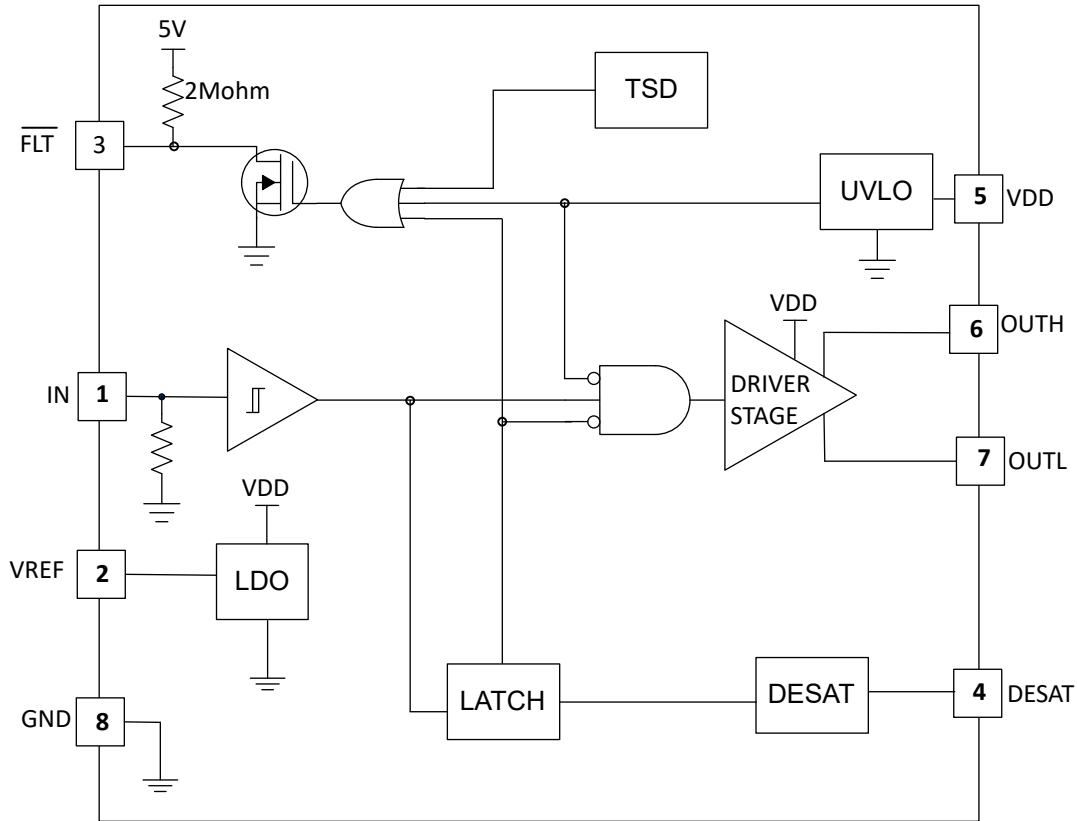 5V
2Mohm
TSD
FLT
3
UVLO
5
VDD
VDD
6
OUTH
IN
1
DRIVER
STAGE
7
OUTL
VDD
VREF
2
LDO
GND
8
LATCH
DESAT
4
DESAT